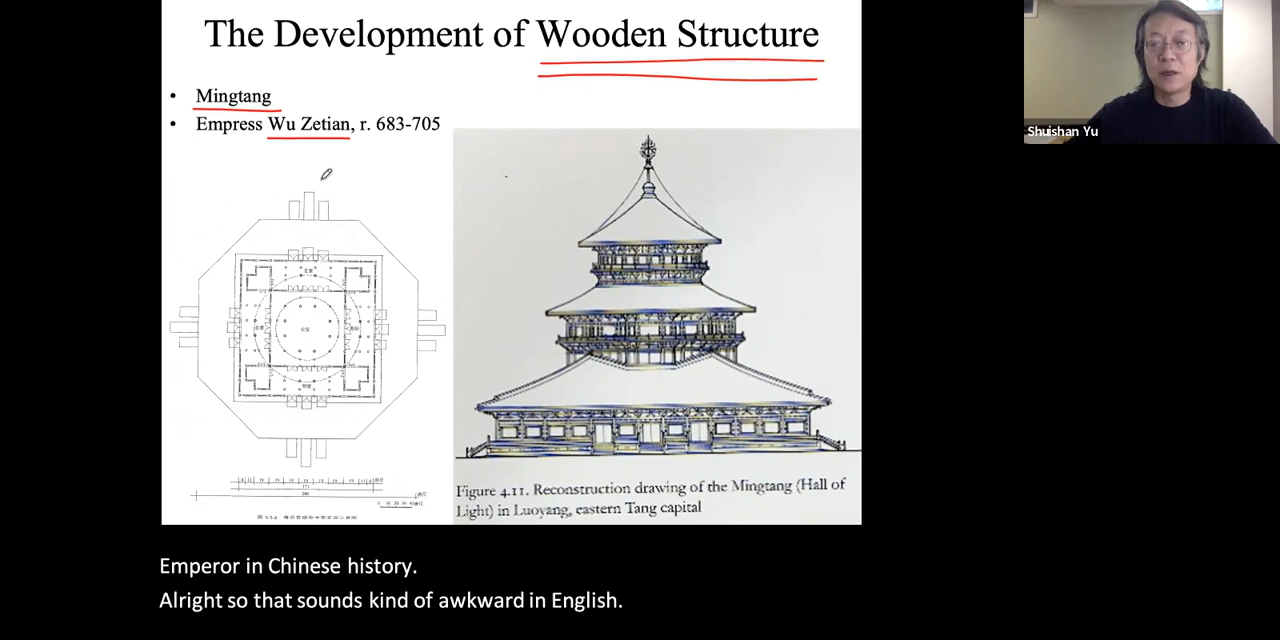 The Development of Wooden Structure
• Mingtang
• Empress Wu Zetian, r. 683-705
Figure 4.11. Reconstruction drawing of the Mingtang (Hall of
Light) in Luoyang, eastern Tang capital
Shuishan Yu
Emperor in Chinese history.
Alright so that sounds kind of awkward in English.